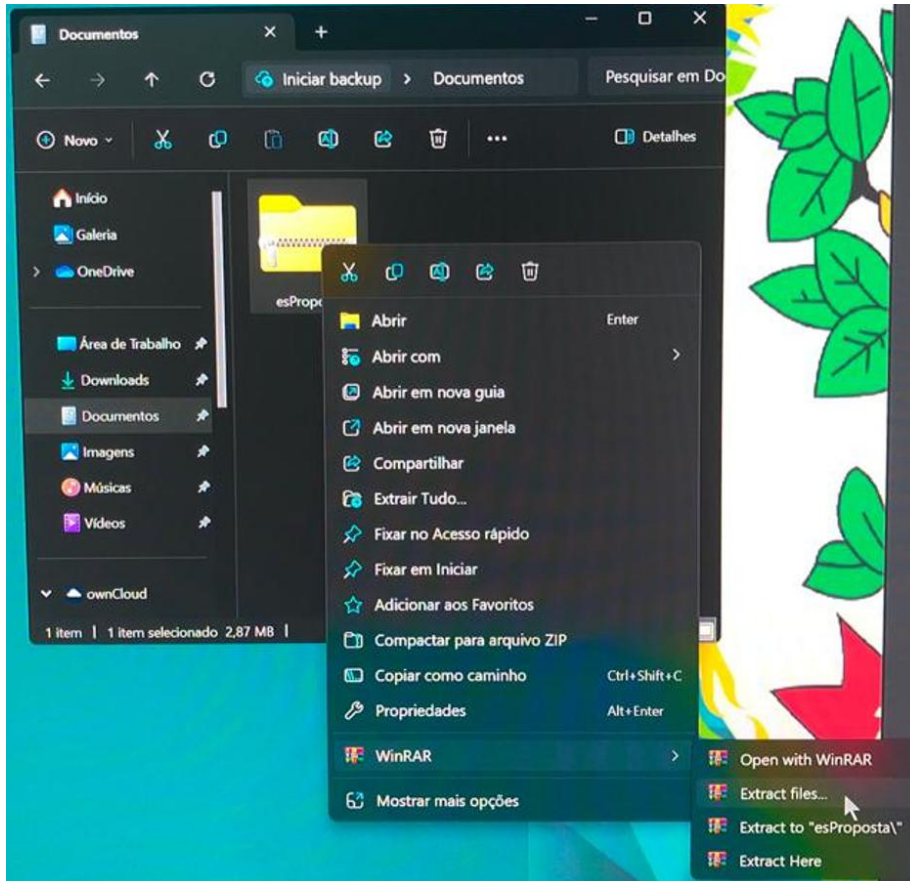 Documentos
Iniciar backup > Documentos
Pesquisar em Do
Novo
Detalhes
Início
Galeria
OneDrive
Área de Trabalho
Downloads
Documentos
Imagens
Músicas
Vídeos
ownCloud
1 item | 1 item selecionado 2,87 MB |
esPropo
Abrir Enter
Abrir com
Abrir em nova guia
Abrir em nova janela
Compartilhar
Extrair Tudo...
Fixar no Acesso rápido
Fixar em Iniciar
Adicionar aos Favoritos
Compactar para arquivo ZIP
Copiar como caminho Ctrl+Shift+C
Propriedades Alt+Enter
WinRAR
Mostrar mais opções
Open with WinRAR
Extract files...
Extract to "esProposta\"
Extract Here